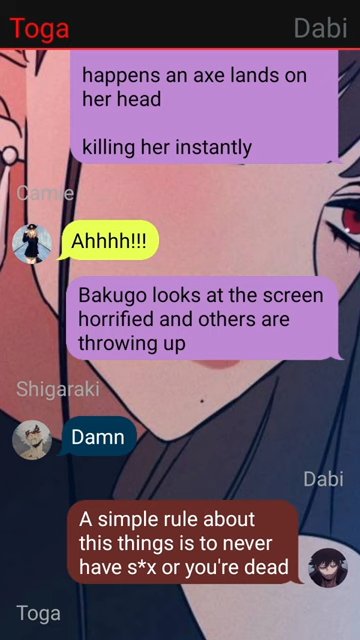 Toga
Dabi
happens an axe lands on
her head
killing her instantly
Camie
Ahhhh!!!
Bakugo looks at the screen
horrified and others are
throwing up
Shigaraki
Damn
Dabi
A simple rule about
this things is to never
have s*x or you're dead
Toga